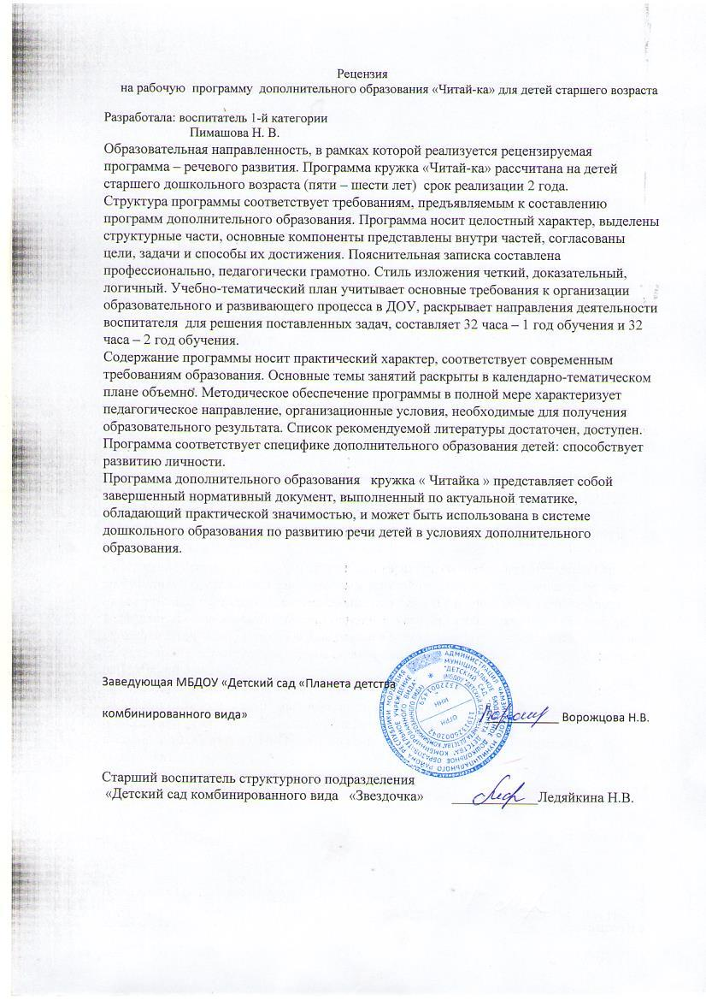 Рецензия
на рабочую программу дополнительного образования «Читай-ка» для детей старшего возраста
Разработала: воспитатель 1-й категории
Пимашова Н. В.
Образовательная направленность, в рамках которой реализуется рецензируемая
программа – речевого развития. Программа кружка «Читай-ка» рассчитана на детей
старшего дошкольного возраста (пяти – шести лет) срок реализации 2 года.
Структура программы соответствует требованиям, предъявляемым к составлению
программ дополнительного образования. Программа носит целостный характер, выделены
структурные части, основные компоненты представлены внутри частей, согласованы
цели, задачи и способы их достижения. Пояснительная записка составлена
профессионально, педагогически грамотно. Стиль изложения четкий, доказательный,
логичный. Учебно-тематический план учитывает основные требования к организации
образовательного и развивающего процесса в ДОУ, раскрывает направления деятельности
воспитателя для решения поставленных задач, составляет 32 часа – 1 год обучения и 32
часа – 2 год обучения.
Содержание программы носит практический характер, соответствует современным
требованиям образования. Основные темы занятий раскрыты в календарно-тематическом
плане объемно. Методическое обеспечение программы в полной мере характеризует
педагогическое направление, организационные условия, необходимые для получения
образовательного результата. Список рекомендуемой литературы достаточен, доступен.
Программа соответствует специфике дополнительного образования детей: способствует
развитию личности.
Программа дополнительного образования кружка « Читайка » представляет собой
завершенный нормативный документ, выполненный по актуальной тематике,
обладающий практической значимостью, и может быть использована в системе
дошкольного образования по развитию речи детей в условиях дополнительного
образования.
Заведующая МБДОУ «Детский сад «Планета детства
комбинированного вида» Ворожцова Н.В.
Старший воспитатель структурного подразделения
«Детский сад комбинированного вида «Звездочка» Ледяйкина Н.В.